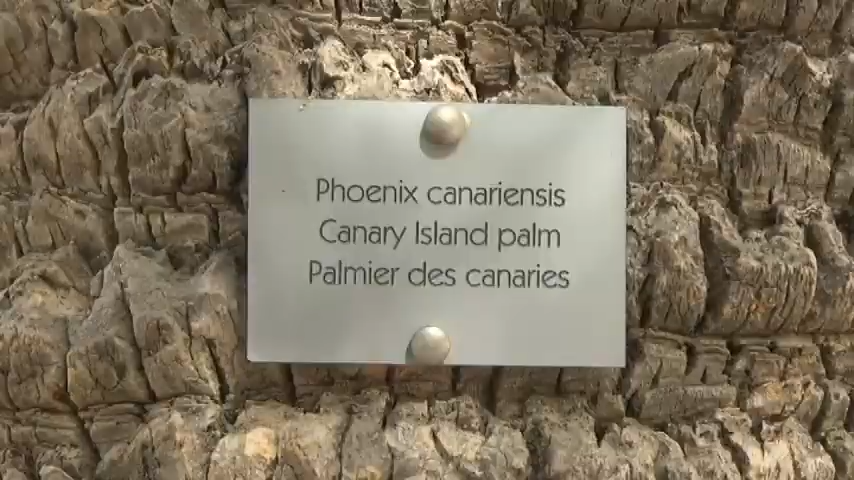 Phoenix canariensis
Canary Island palm
Palmier des canaries